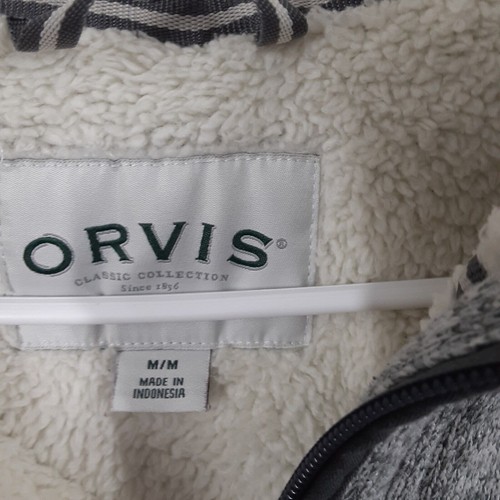 ORVIS®
CLASSIC COLLECTION
Since 1856
M/M
MADE IN
INDONESIA